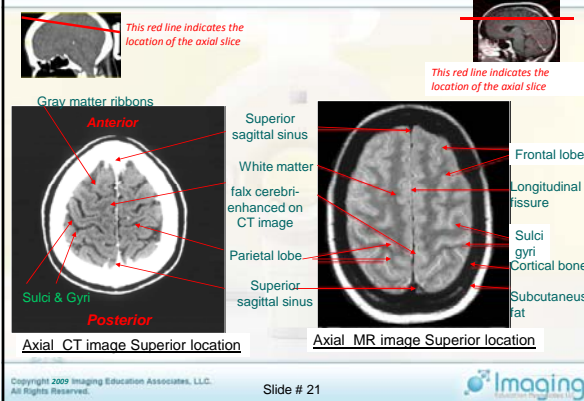 This red line indicates the
location of the axial slice
This red line indicates the
location of the axial slice
Gray matter ribbons
Anterior
Superior
sagittal sinus
White matter
falx cerebri-
enhanced on
CT image
Parietal lobe
Superior
sagittal sinus
Sulci & Gyri
Posterior
Frontal lobe
Longitudinal
fissure
Sulci
gyri
Cortical bone
Subcutaneus
fat
Axial CT image Superior location
Axial MR image Superior location
Copyright 2009 Imaging Education Associates, LLC.
All Rights Reserved.
Slide # 21
Imaging
Education Associates, LLC